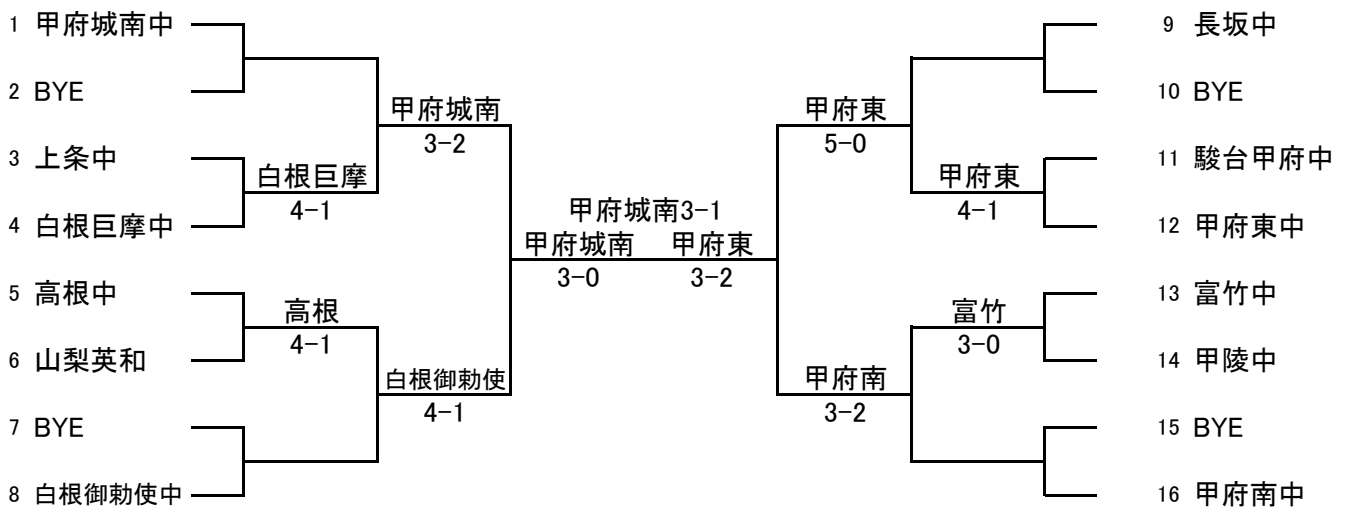 1 甲府城南中
2 BYE
3 上条中
4 白根巨摩中
5 高根中
6 山梨英和
7 BYE
8 白根御勅使中
白根巨摩
4-1
高根
4-1
甲府城南
3-2
白根御勅使
4-1
甲府城南3-1
甲府城南
3-0
甲府東
3-2
甲府東
5-0
甲府南
3-2
甲府東
4-1
富竹
3-0
9 長坂中
10 BYE
11 駿台甲府中
12 甲府東中
13 富竹中
14 甲陵中
15 BYE
16 甲府南中